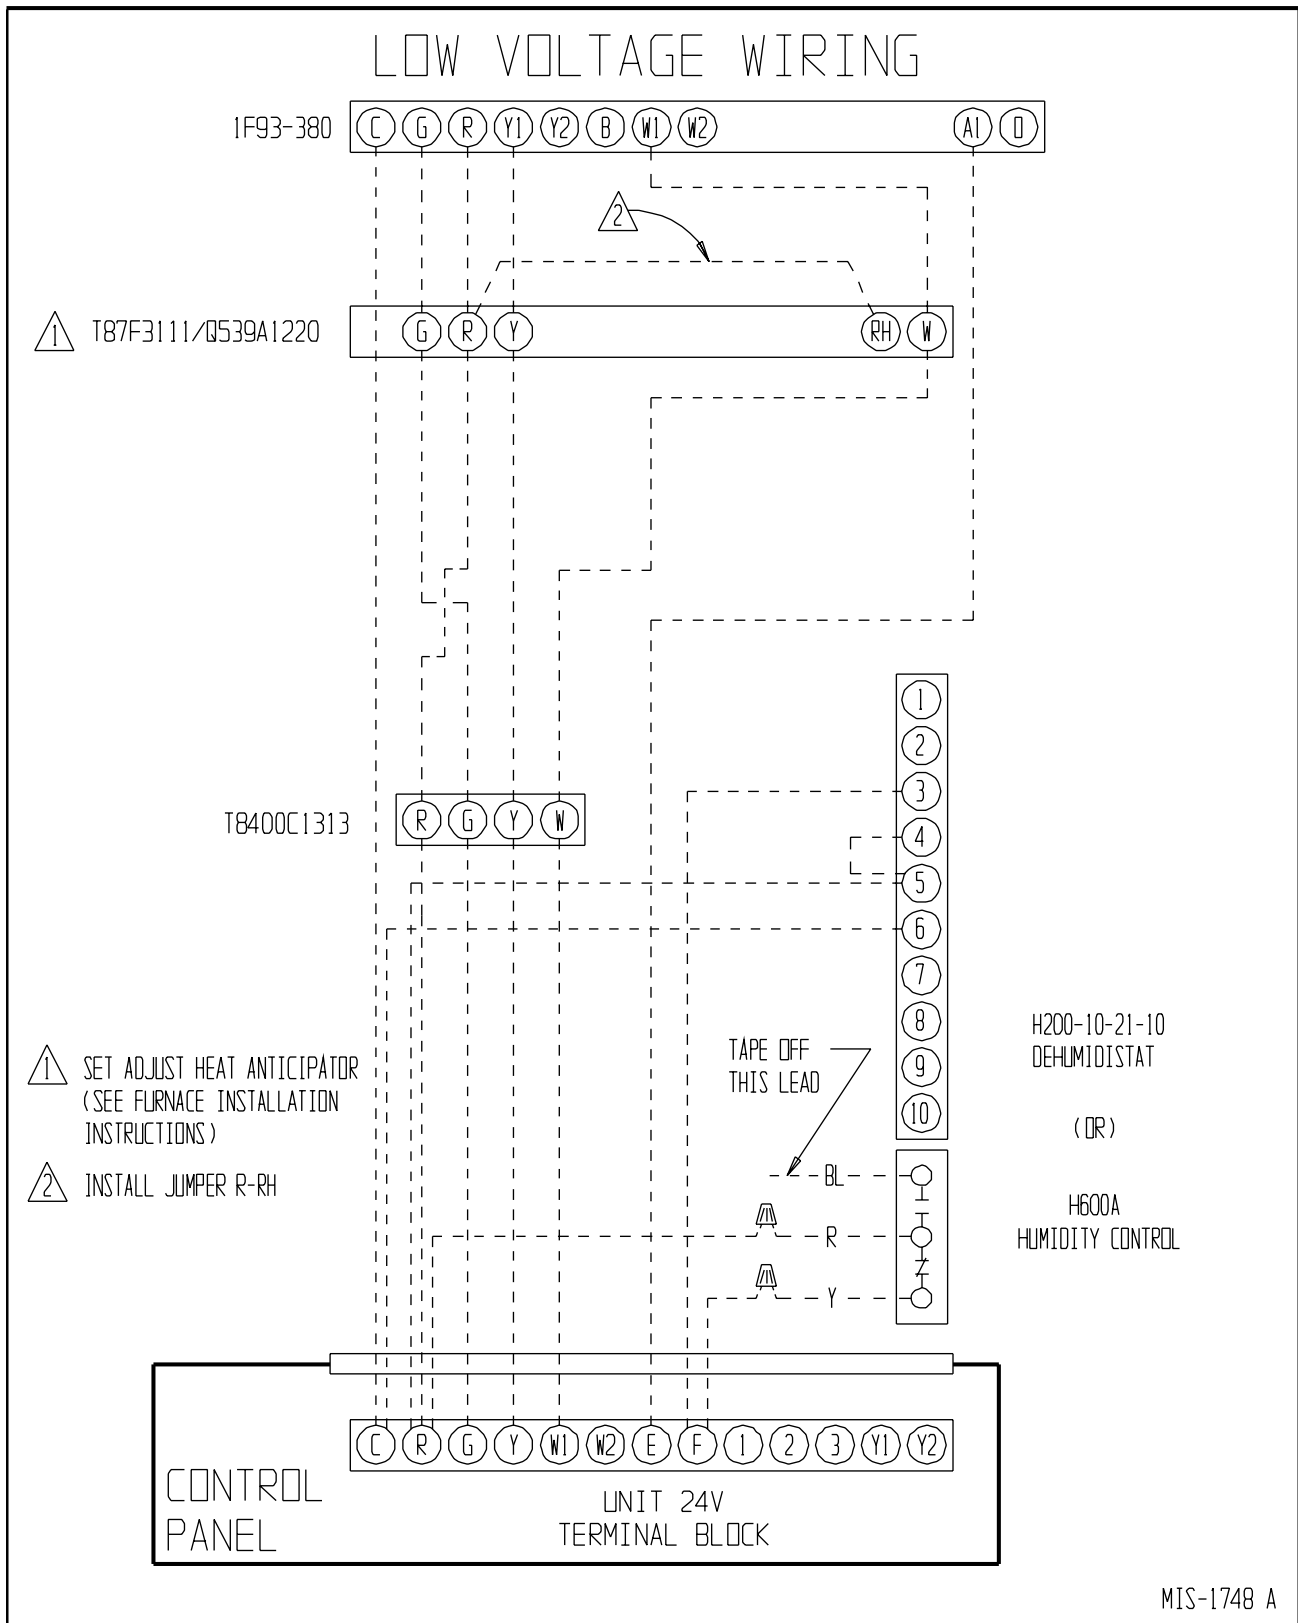 LOW VOLTAGE WIRING
1F93-380 C G R Y1 Y2 B W1 W2 A1 O
2
1 T87F3111/Q539A1220 G R Y RH W
1
2
3
T8400C1313 R G Y W
4
5
6
7
8
9
10
H200-10-21-10
DEHUMIDISTAT
(OR)
H600A
HUMIDITY CONTROL
TAPE OFF
THIS LEAD
1 SET ADJUST HEAT ANTICIPATOR
(SEE FURNACE INSTALLATION
INSTRUCTIONS)
2 INSTALL JUMPER R-RH
BL
R
Y
C R G Y W1 W2 E F 1 2 3 Y1 Y2
CONTROL
PANEL
UNIT 24V
TERMINAL BLOCK
MIS-1748 A